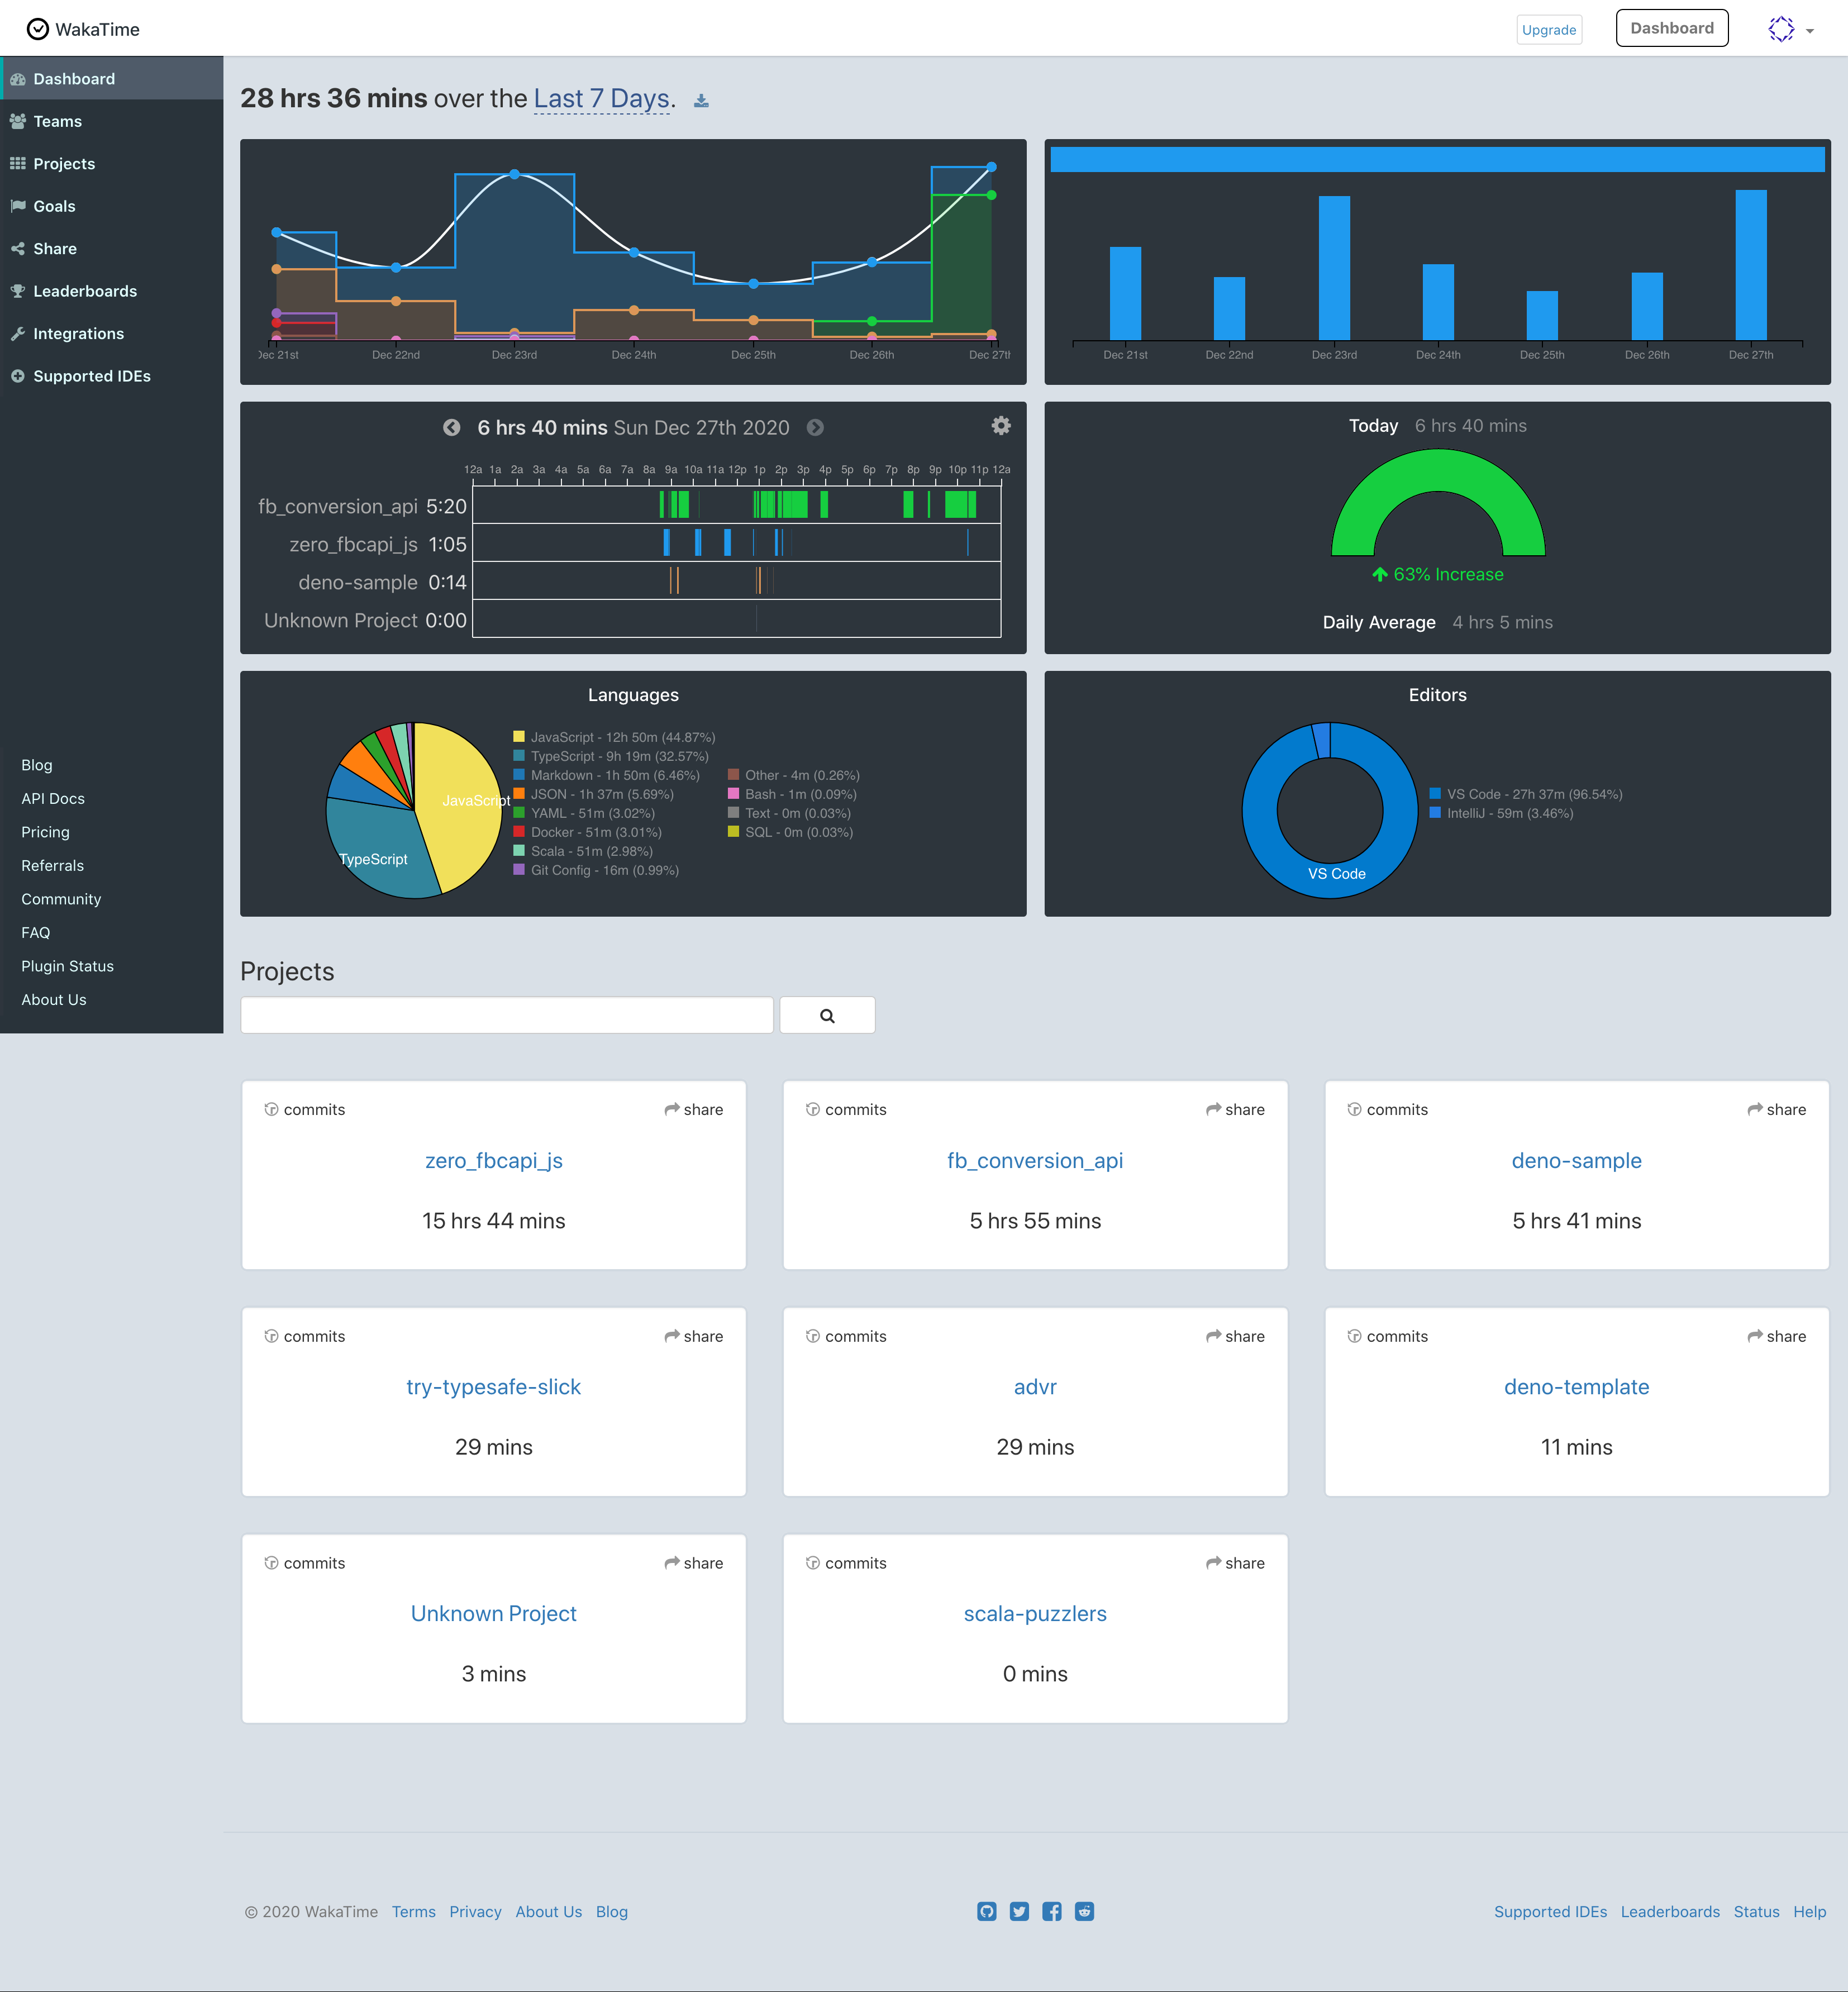 WakaTime
Upgrade
Dashboard
Dashboard
Teams
Projects
Goals
Share
Leaderboards
Integrations
Supported IDEs
Blog
API Docs
Pricing
Referrals
Community
FAQ
Plugin Status
About Us
28 hrs 36 mins over the Last 7 Days.
Dec 21st Dec 22nd Dec 23rd Dec 24th Dec 25th Dec 26th Dec 27th
Dec 21st Dec 22nd Dec 23rd Dec 24th Dec 25th Dec 26th Dec 27th
6 hrs 40 mins Sun Dec 27th 2020
12a 1a 2a 3a 4a 5a 6a 7a 8a 9a 10a 11a 12p 1p 2p 3p 4p 5p 6p 7p 8p 9p 10p 11p 12a
fb_conversion_api 5:20
zero_fbcapi_js 1:05
deno-sample 0:14
Unknown Project 0:00
Today 6 hrs 40 mins
63% Increase
Daily Average 4 hrs 5 mins
Languages
JavaScript
TypeScript
JavaScript - 12h 50m (44.87%)
TypeScript - 9h 19m (32.57%)
Markdown - 1h 50m (6.46%)
JSON - 1h 37m (5.69%)
YAML - 51m (3.02%)
Docker - 51m (3.01%)
Scala - 51m (2.98%)
Git Config - 16m (0.99%)
Other - 4m (0.26%)
Bash - 1m (0.09%)
Text - 0m (0.03%)
SQL - 0m (0.03%)
Editors
VS Code
VS Code - 27h 37m (96.54%)
IntelliJ - 59m (3.46%)
Projects
commits share
zero_fbcapi_js
15 hrs 44 mins
commits share
fb_conversion_api
5 hrs 55 mins
commits share
deno-sample
5 hrs 41 mins
commits share
try-typesafe-slick
29 mins
commits share
advr
29 mins
commits share
deno-template
11 mins
commits share
Unknown Project
3 mins
commits share
scala-puzzlers
0 mins
© 2020 WakaTime Terms Privacy About Us Blog
Supported IDEs Leaderboards Status Help